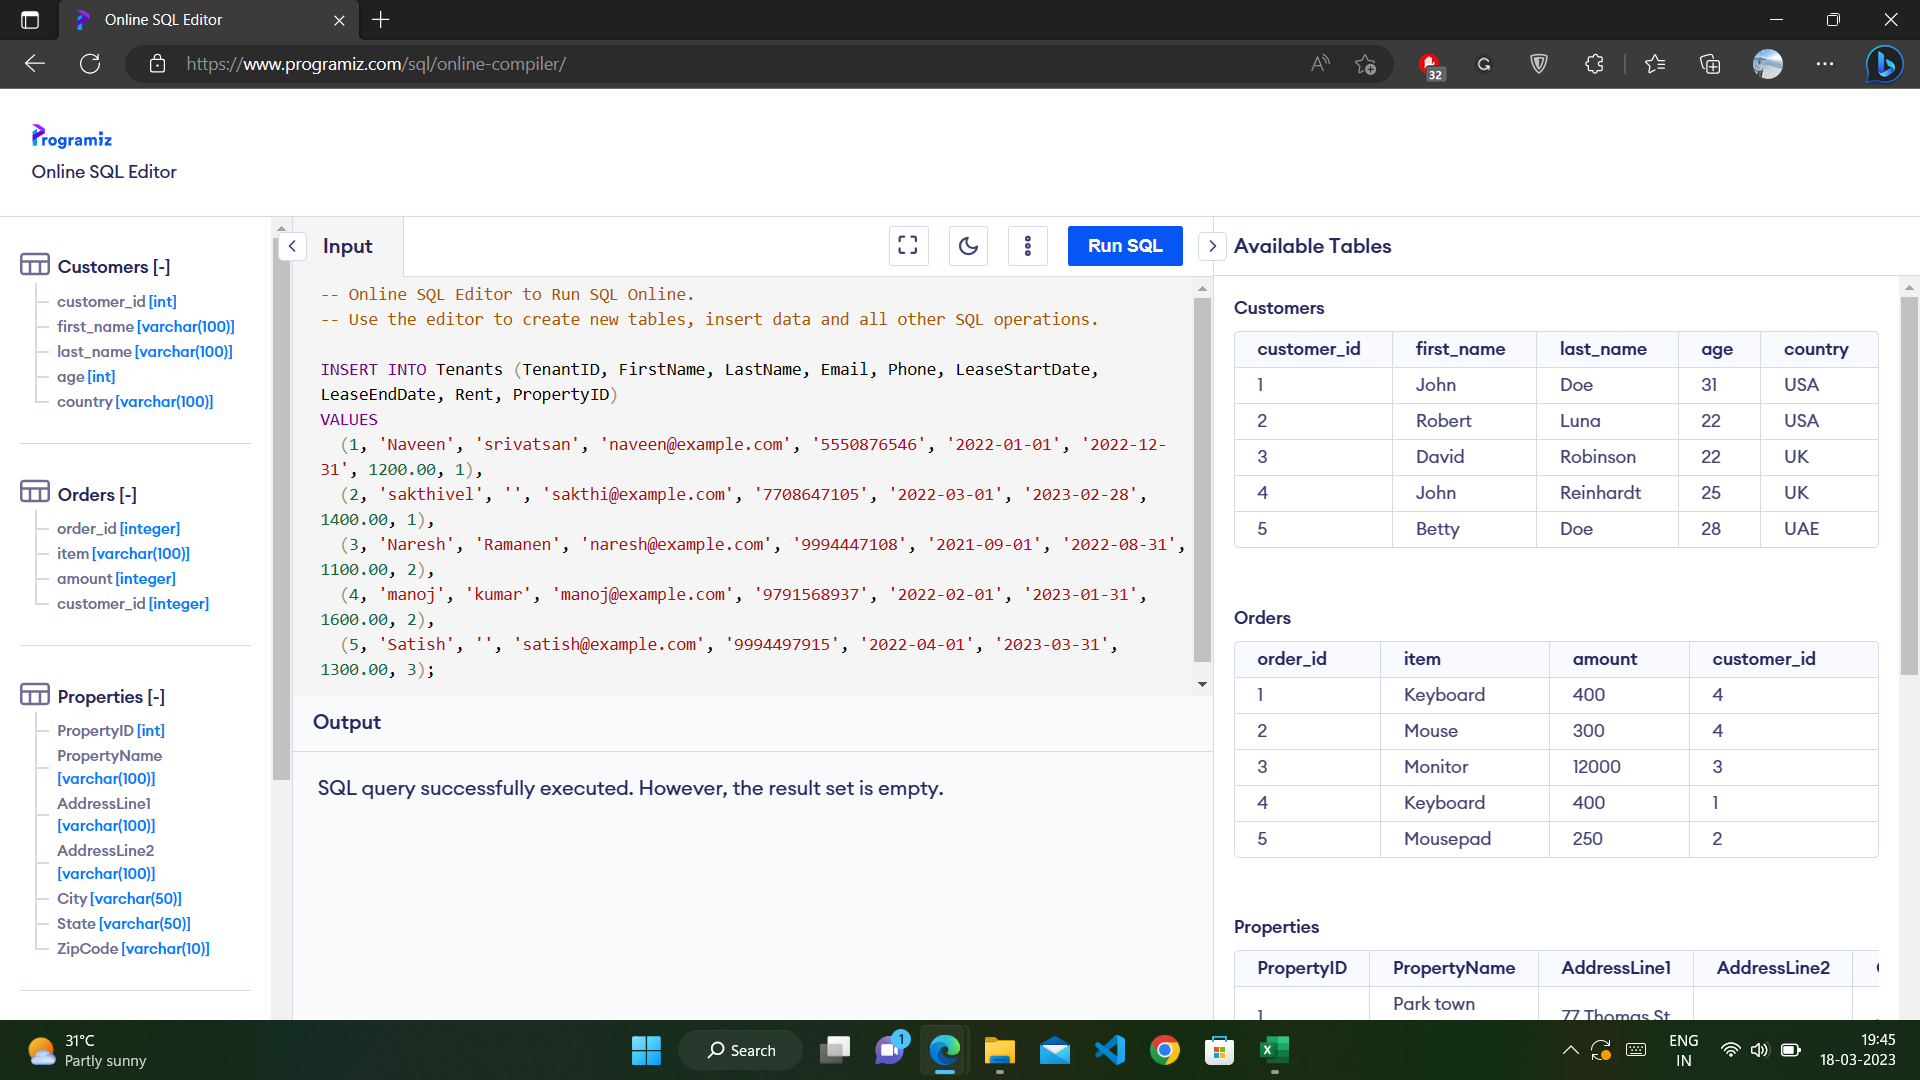 Online SQL Editor
https://www.programiz.com/sql/online-compiler/
32
Programiz
Online SQL Editor
Customers [-]
customer_id [int]
first_name [varchar(100)]
last_name [varchar(100)]
age [int]
country [varchar(100)]
Orders [-]
order_id [integer]
item [varchar(100)]
amount [integer]
customer_id [integer]
Properties [-]
PropertyID [int]
PropertyName
[varchar(100)]
AddressLine1
[varchar(100)]
AddressLine2
[varchar(100)]
City [varchar(50)]
State [varchar(50)]
ZipCode [varchar(10)]
Input
Run SQL
-- Online SQL Editor to Run SQL Online.
-- Use the editor to create new tables, insert data and all other SQL operations.
INSERT INTO Tenants (TenantID, FirstName, LastName, Email, Phone, LeaseStartDate,
LeaseEndDate, Rent, PropertyID)
VALUES
(1, 'Naveen', 'srivatsan', 'naveen@example.com', '5550876546', '2022-01-01', '2022-12-
31', 1200.00, 1),
(2, 'sakthivel', '', 'sakthi@example.com', '7708647105', '2022-03-01', '2023-02-28',
1400.00, 1),
(3, 'Naresh', 'Ramanen', 'naresh@example.com', '9994447108', '2021-09-01', '2022-08-31',
1100.00, 2),
(4, 'manoj', 'kumar', 'manoj@example.com', '9791568937', '2022-02-01', '2023-01-31',
1600.00, 2),
(5, 'Satish', '', 'satish@example.com', '9994497915', '2022-04-01', '2023-03-31',
1300.00, 3);
Output
SQL query successfully executed. However, the result set is empty.
Available Tables
Customers
customer_id first_name last_name age country
1 John Doe 31 USA
2 Robert Luna 22 USA
3 David Robinson 22 UK
4 John Reinhardt 25 UK
5 Betty Doe 28 UAE
Orders
order_id item amount customer_id
1 Keyboard 400 4
2 Mouse 300 4
3 Monitor 12000 3
4 Keyboard 400 1
5 Mousepad 250 2
Properties
PropertyID PropertyName AddressLine1 AddressLine2
Park town
1 77 Thomas St
31°C
Partly sunny
Search
1
ENG
IN
19:45
18-03-2023